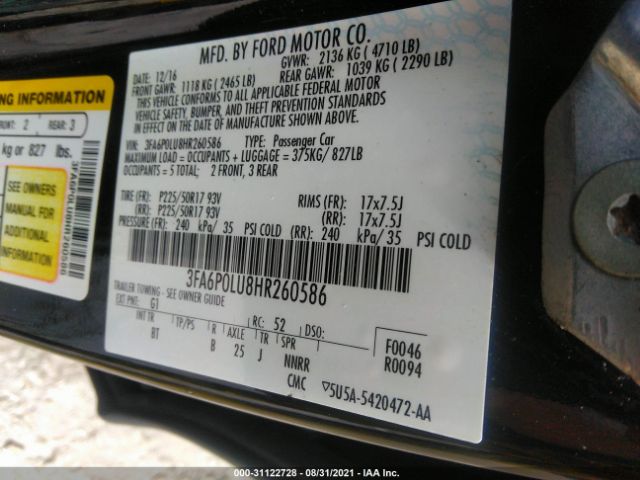 MFD. BY FORD MOTOR CO.
DATE: 12/16 GVWR: 2136 KG ( 4710 LB)
FRONT GAWR: 1118 KG ( 2465 LB) REAR GAWR: 1039 KG ( 2290 LB)
THIS VEHICLE CONFORMS TO ALL APPLICABLE FEDERAL MOTOR
VEHICLE SAFETY, BUMPER, AND THEFT PREVENTION STANDARDS
IN EFFECT ON THE DATE OF MANUFACTURE SHOWN ABOVE.
VIN: 3FA6P0LU8HR260586 TYPE: Passenger Car
MAXIMUM LOAD = OCCUPANTS + LUGGAGE = 375KG/ 827LB
OCCUPANTS = 5 TOTAL: 2 FRONT, 3 REAR
TIRE (FR): P225/50R17 93V RIMS (FR): 17x7.5J
(RR): P225/50R17 93V (RR): 17x7.5J
PRESSURE (FR): 240 kPa/ 35 PSI COLD (RR): 240 kPa/ 35 PSI COLD
3FA6P0LU8HR260586
TRAILER TOWING - SEE OWNER GUIDE
EXT PNT: G1 RC: 52 DSO:
INT TR TP/PS R AXLE TR SPR
BT B 25 J NNRR
CMC
F0046
R0094
▽5U5A-5420472-AA
NG INFORMATION
FRONT: 2 REAR: 3
kg or 827 lbs.
SEE OWNERS
MANUAL FOR
ADDITIONAL
INFORMATION
3FA6P0LU8HR260586
000-31122728 - 08/31/2021 - IAA Inc.